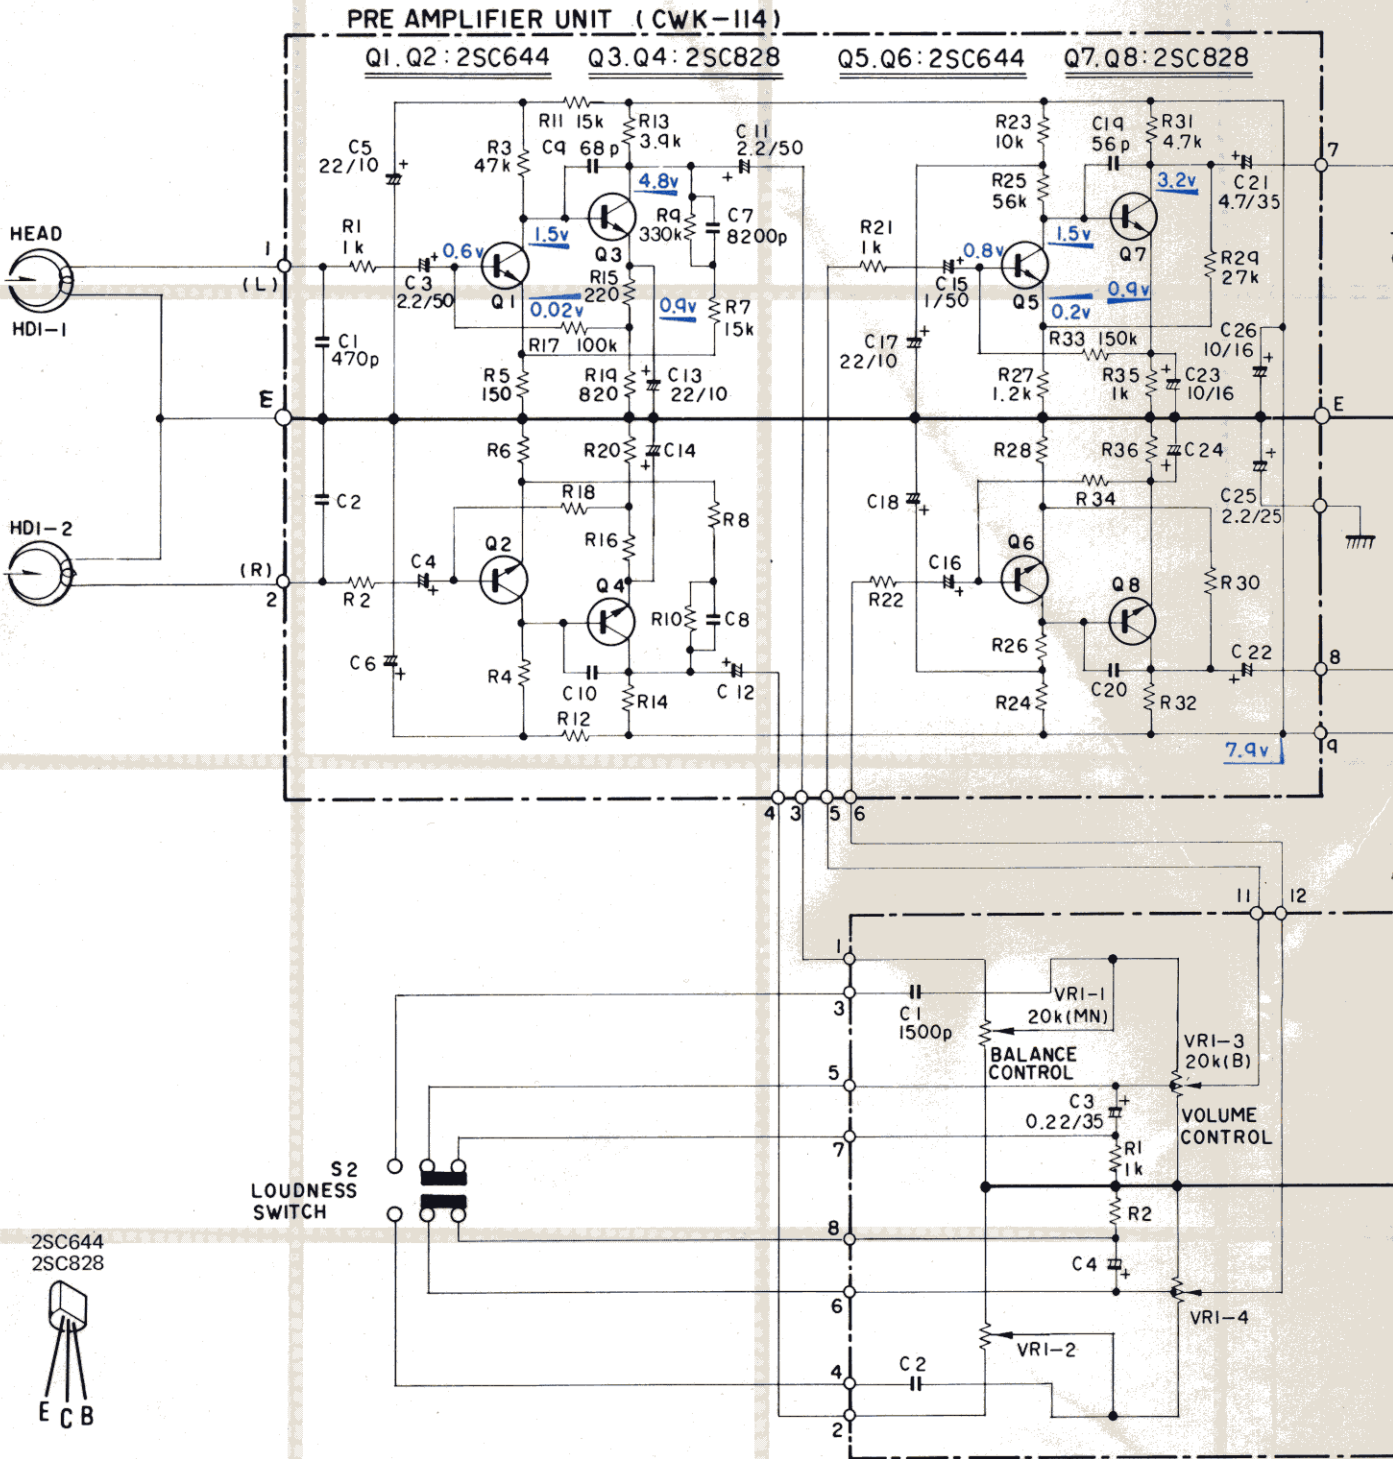 PRE AMPLIFIER UNIT (CWK-114)
Q1.Q2:2SC644
Q3.Q4:2SC828
Q5.Q6:2SC644
Q7.Q8:2SC828
R11 15k
C9 68p
R13
3.9k
C11
2.2/50
R3
47k
C5
22/10
+
+
4.8v
R23
10k
C19
56p
R31
4.7k
R25
56k
3.2v
+
C21
4.7/35
7
HEAD
HD1-1
1
(L)
R1
1k
+
C3
2.2/50
0.6v
Q1
1.5v
0.02v
Q3
R9
330k
C7
8200p
R15
220
0.9v
R7
15k
R17 100k
C1
470p
R5
150
R19
820
+
C13
22/10
R21
1k
+
C15
1/50
0.8v
Q5
1.5v
0.2v
Q7
0.9v
R29
27k
R33 150k
C17
22/10
+
R27
1.2k
R35
1k
+
C23
10/16
C26
10/16
+
E
E
R6
R20
+
C14
R28
R36
+
C24
+
C25
2.2/25
C2
R18
R8
R16
R34
C18
+
HD1-2
(R)
2
R2
C4
+
Q2
Q4
R10
C8
R22
C16
+
Q6
Q8
R30
C6
+
R4
C10
R14
+
C12
R12
R26
R24
C20
R32
+
C22
8
7.9v
9
4
3
5
6
11
12
1
3
C1
1500p
VR1-1
20k(MN)
BALANCE
CONTROL
VR1-3
20k(B)
5
C3
0.22/35
+
VOLUME
CONTROL
7
R1
1k
S2
LOUDNESS
SWITCH
R2
8
C4
+
6
VR1-4
VR1-2
4
C2
2
2SC644
2SC828
E C B